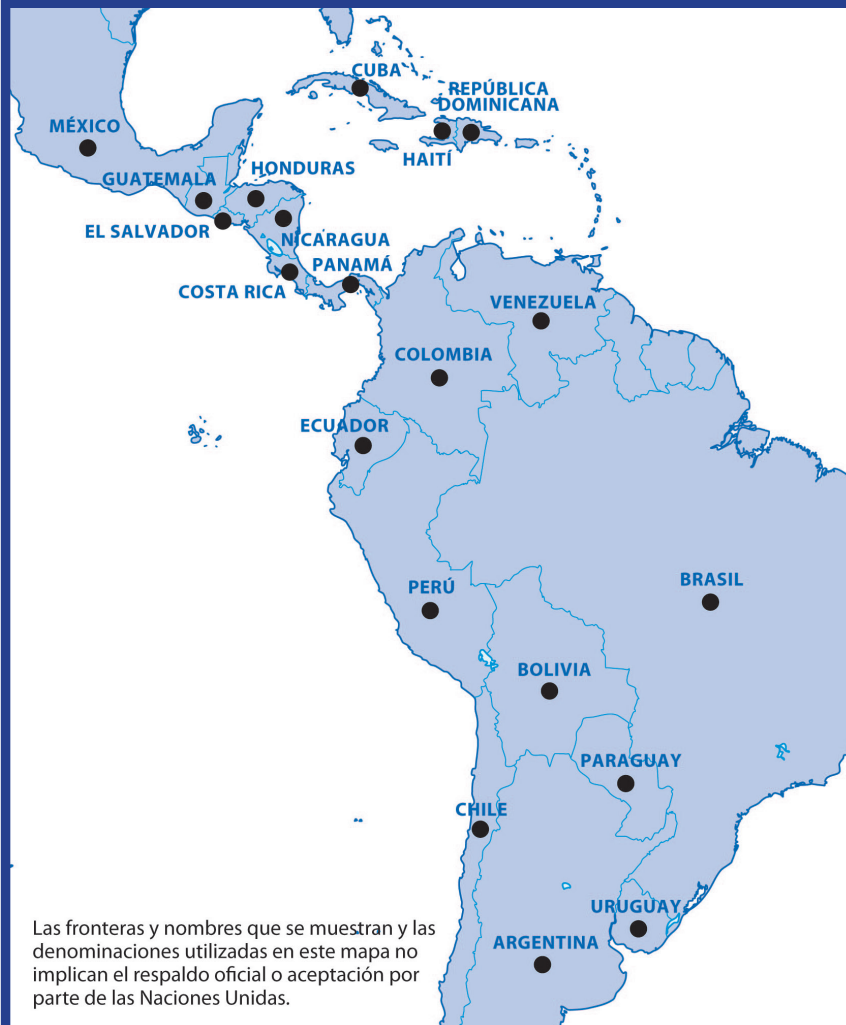 CUBA
REPÚBLICA
DOMINICANA
MÉXICO
HAITÍ
HONDURAS
GUATEMALA
EL SALVADOR
NICARAGUA
PANAMÁ
COSTA RICA
VENEZUELA
COLOMBIA
ECUADOR
BRASIL
PERÚ
BOLIVIA
PARAGUAY
CHILE
URUGUAY
ARGENTINA
Las fronteras y nombres que se muestran y las
denominaciones utilizadas en este mapa no
implican el respaldo oficial o aceptación por
parte de las Naciones Unidas.